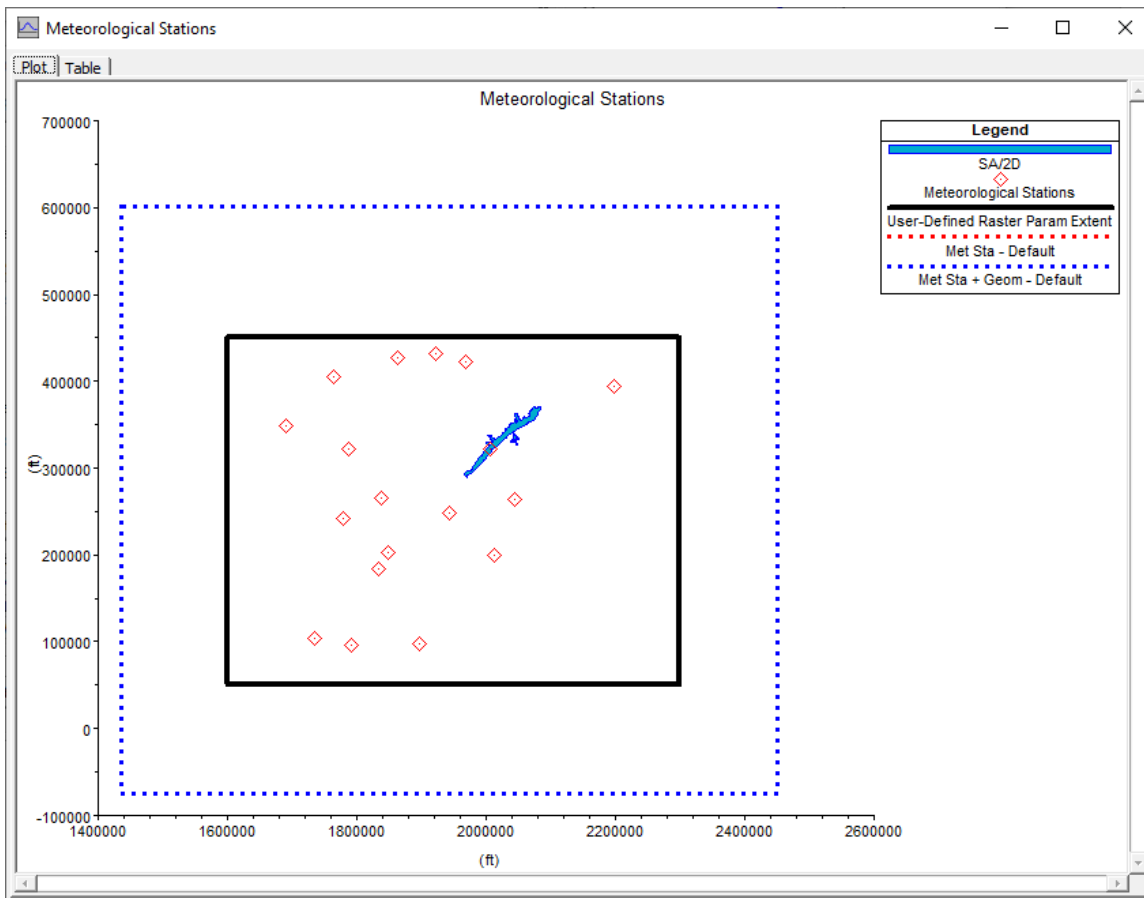 Meteorological Stations
Plot Table
Meteorological Stations
700000
600000
500000
400000
300000
200000
100000
0
-100000
(ft)
1400000 1600000 1800000 2000000 2200000 2400000 2600000
(ft)
Legend
SA/2D
Meteorological Stations
User-Defined Raster Param Extent
Met Sta - Default
Met Sta + Geom - Default